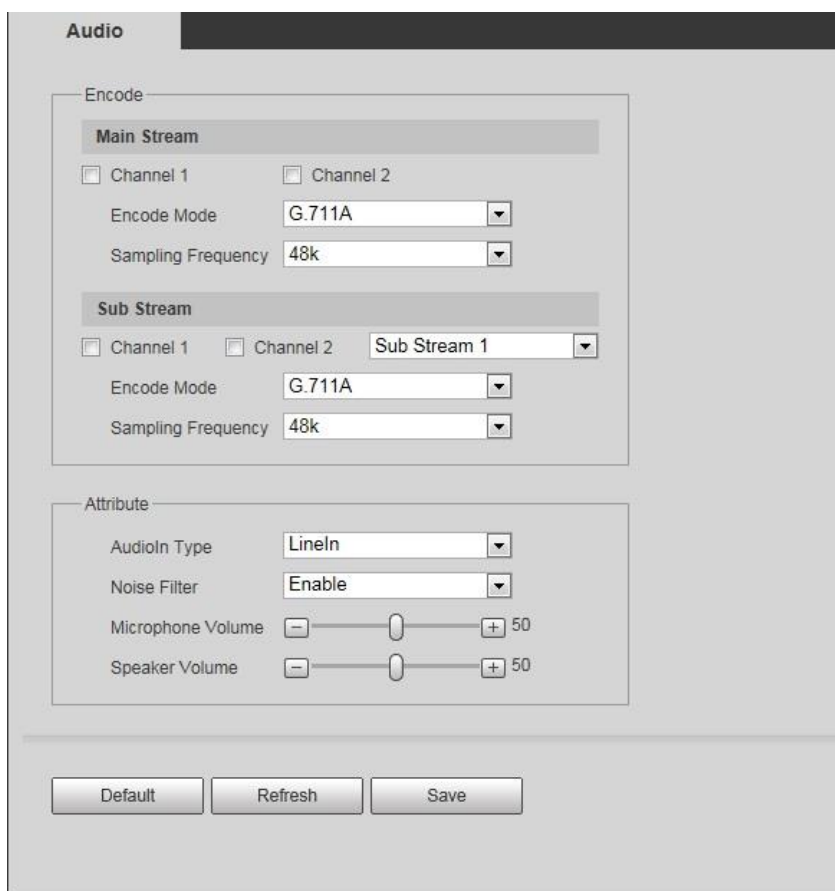 Audio
Encode
Main Stream
Channel 1 Channel 2
Encode Mode G.711A
Sampling Frequency 48k
Sub Stream
Channel 1 Channel 2 Sub Stream 1
Encode Mode G.711A
Sampling Frequency 48k
Attribute
AudioIn Type LineIn
Noise Filter Enable
Microphone Volume 50
Speaker Volume 50
Default Refresh Save